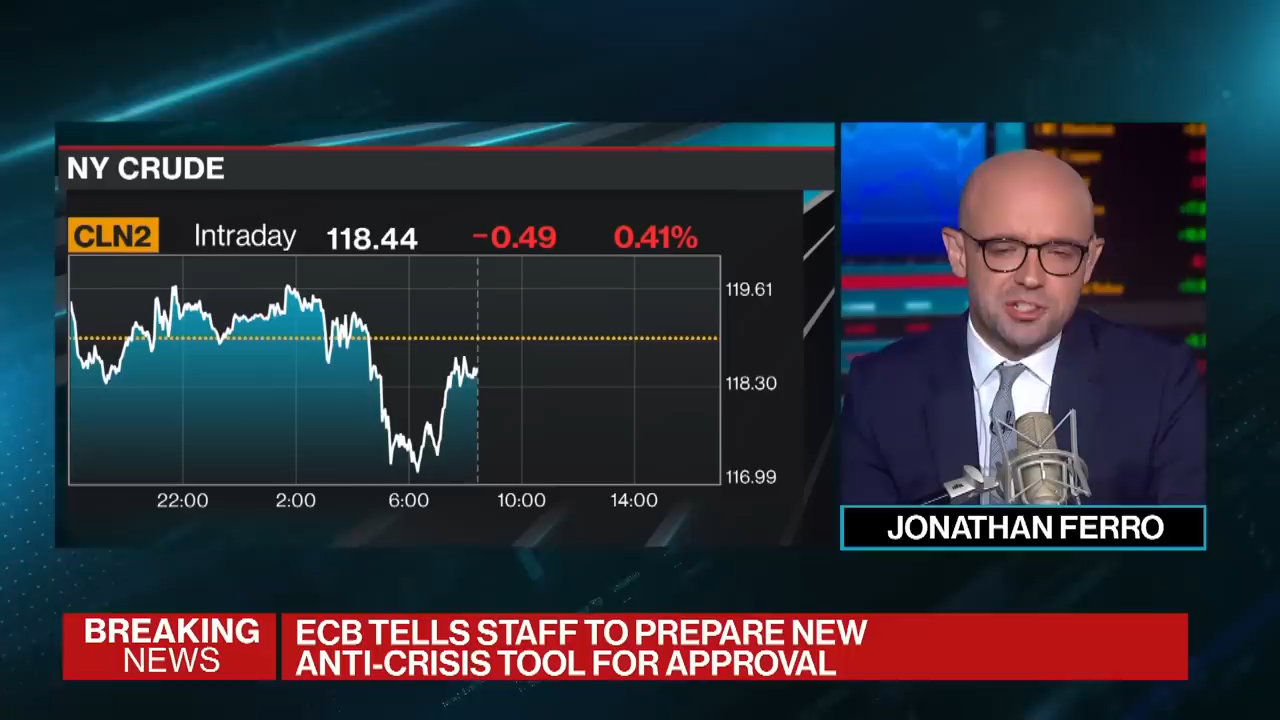 NY CRUDE
CLN2 Intraday 118.44 -0.49 0.41%
119.61
118.30
116.99
22:00 2:00 6:00 10:00 14:00
JONATHAN FERRO
BREAKING
NEWS
ECB TELLS STAFF TO PREPARE NEW
ANTI-CRISIS TOOL FOR APPROVAL